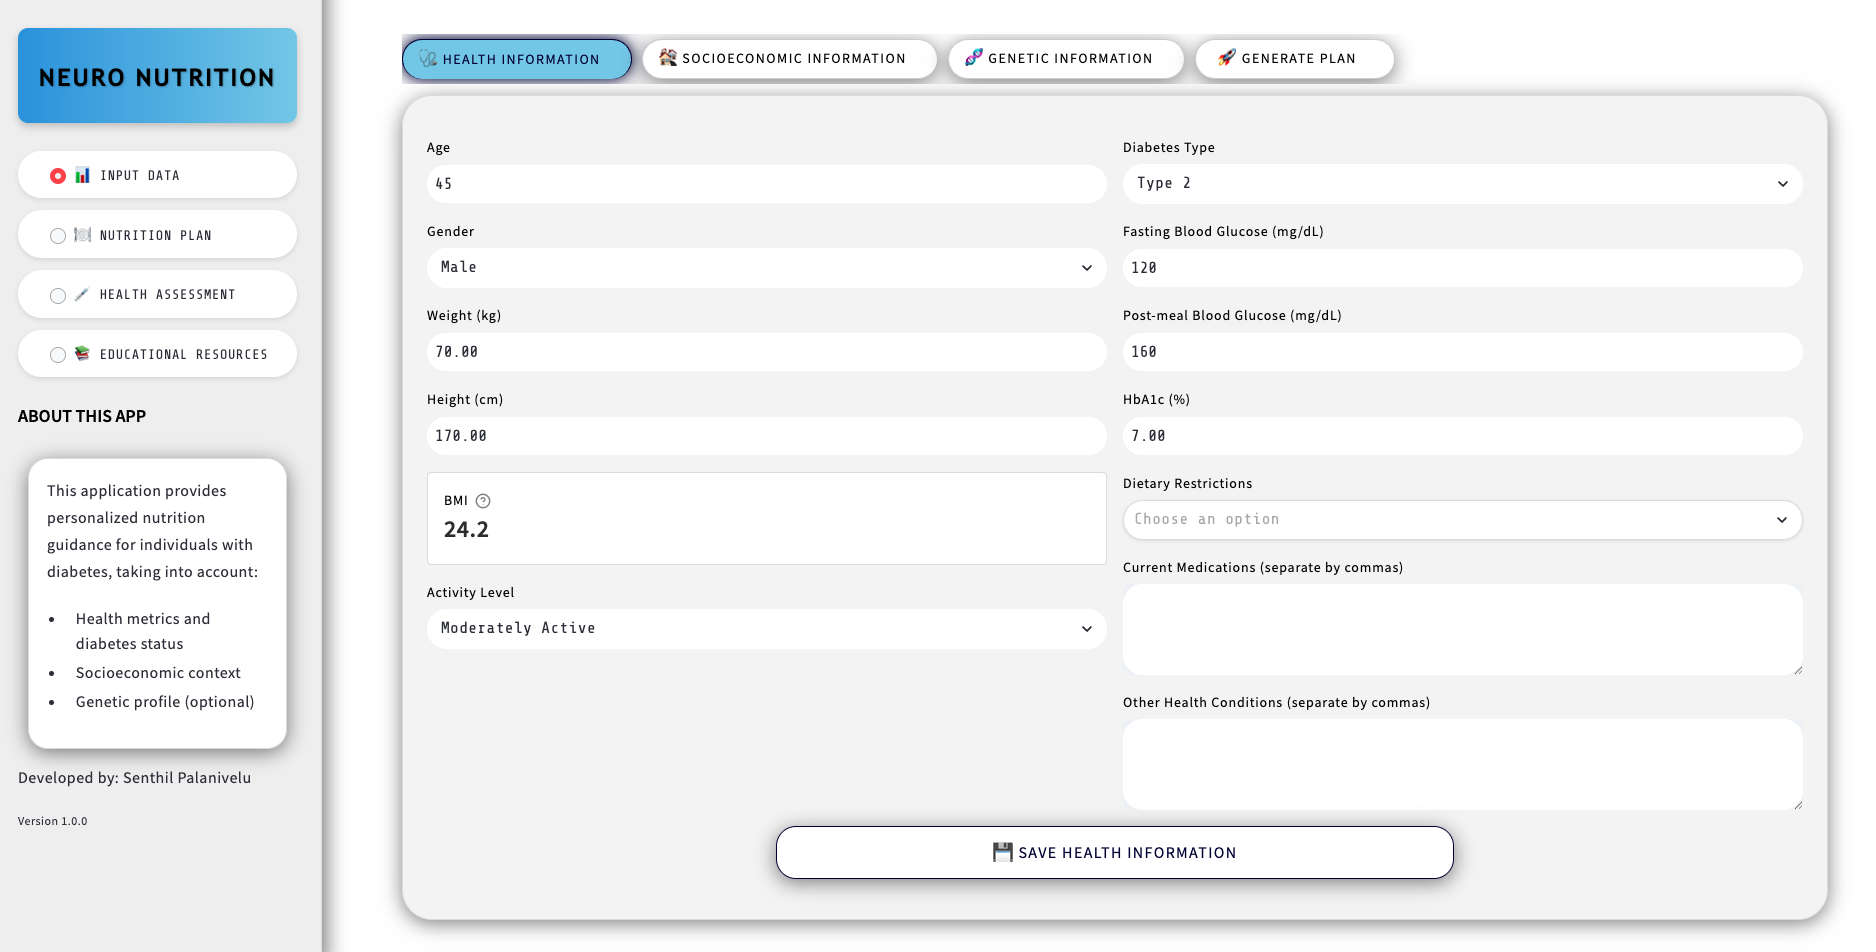 NEURO NUTRITION
INPUT DATA
NUTRITION PLAN
HEALTH ASSESSMENT
EDUCATIONAL RESOURCES
ABOUT THIS APP
This application provides
personalized nutrition
guidance for individuals with
diabetes, taking into account:
Health metrics and
diabetes status
Socioeconomic context
Genetic profile (optional)
Developed by: Senthil Palanivelu
Version 1.0.0
HEALTH INFORMATION
SOCIOECONOMIC INFORMATION
GENETIC INFORMATION
GENERATE PLAN
Age
45
Gender
Male
Weight (kg)
70.00
Height (cm)
170.00
BMI
24.2
Activity Level
Moderately Active
Diabetes Type
Type 2
Fasting Blood Glucose (mg/dL)
120
Post-meal Blood Glucose (mg/dL)
160
HbA1c (%)
7.00
Dietary Restrictions
Choose an option
Current Medications (separate by commas)
Other Health Conditions (separate by commas)
SAVE HEALTH INFORMATION